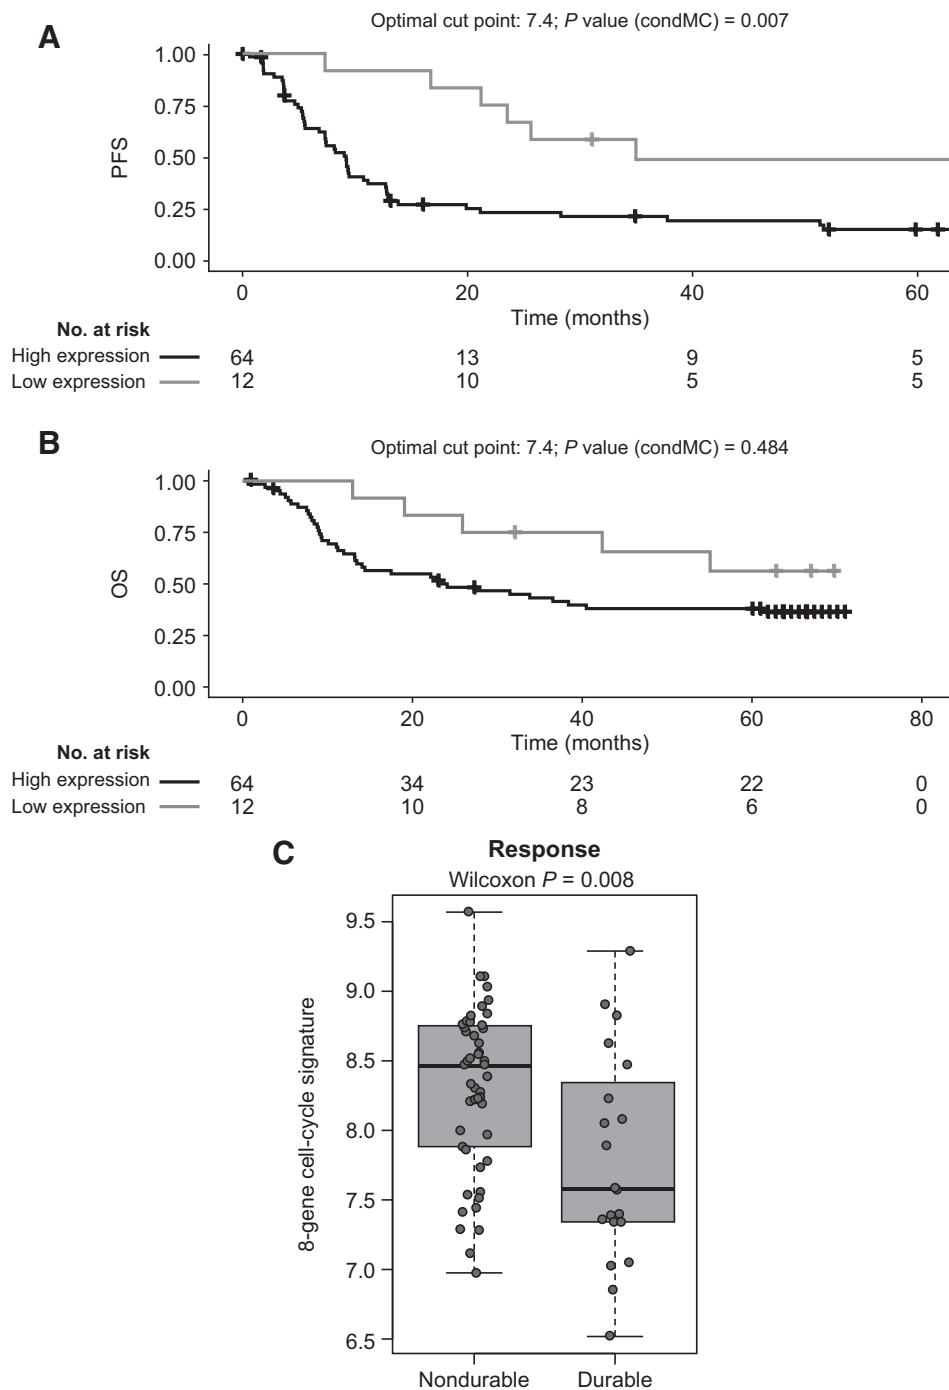 A
Optimal cut point: 7.4; P value (condMC) = 0.007
1.00
0.75
0.50
0.25
0.00
PFS
0 20 40 60
Time (months)
No. at risk
High expression 64 13 9 5
Low expression 12 10 5 5
B
Optimal cut point: 7.4; P value (condMC) = 0.484
1.00
0.75
0.50
0.25
0.00
OS
0 20 40 60 80
Time (months)
No. at risk
High expression 64 34 23 22 0
Low expression 12 10 8 6 0
C
Response
Wilcoxon P = 0.008
9.5
9.0
8.5
8.0
7.5
7.0
6.5
8-gene cell-cycle signature
Nondurable Durable